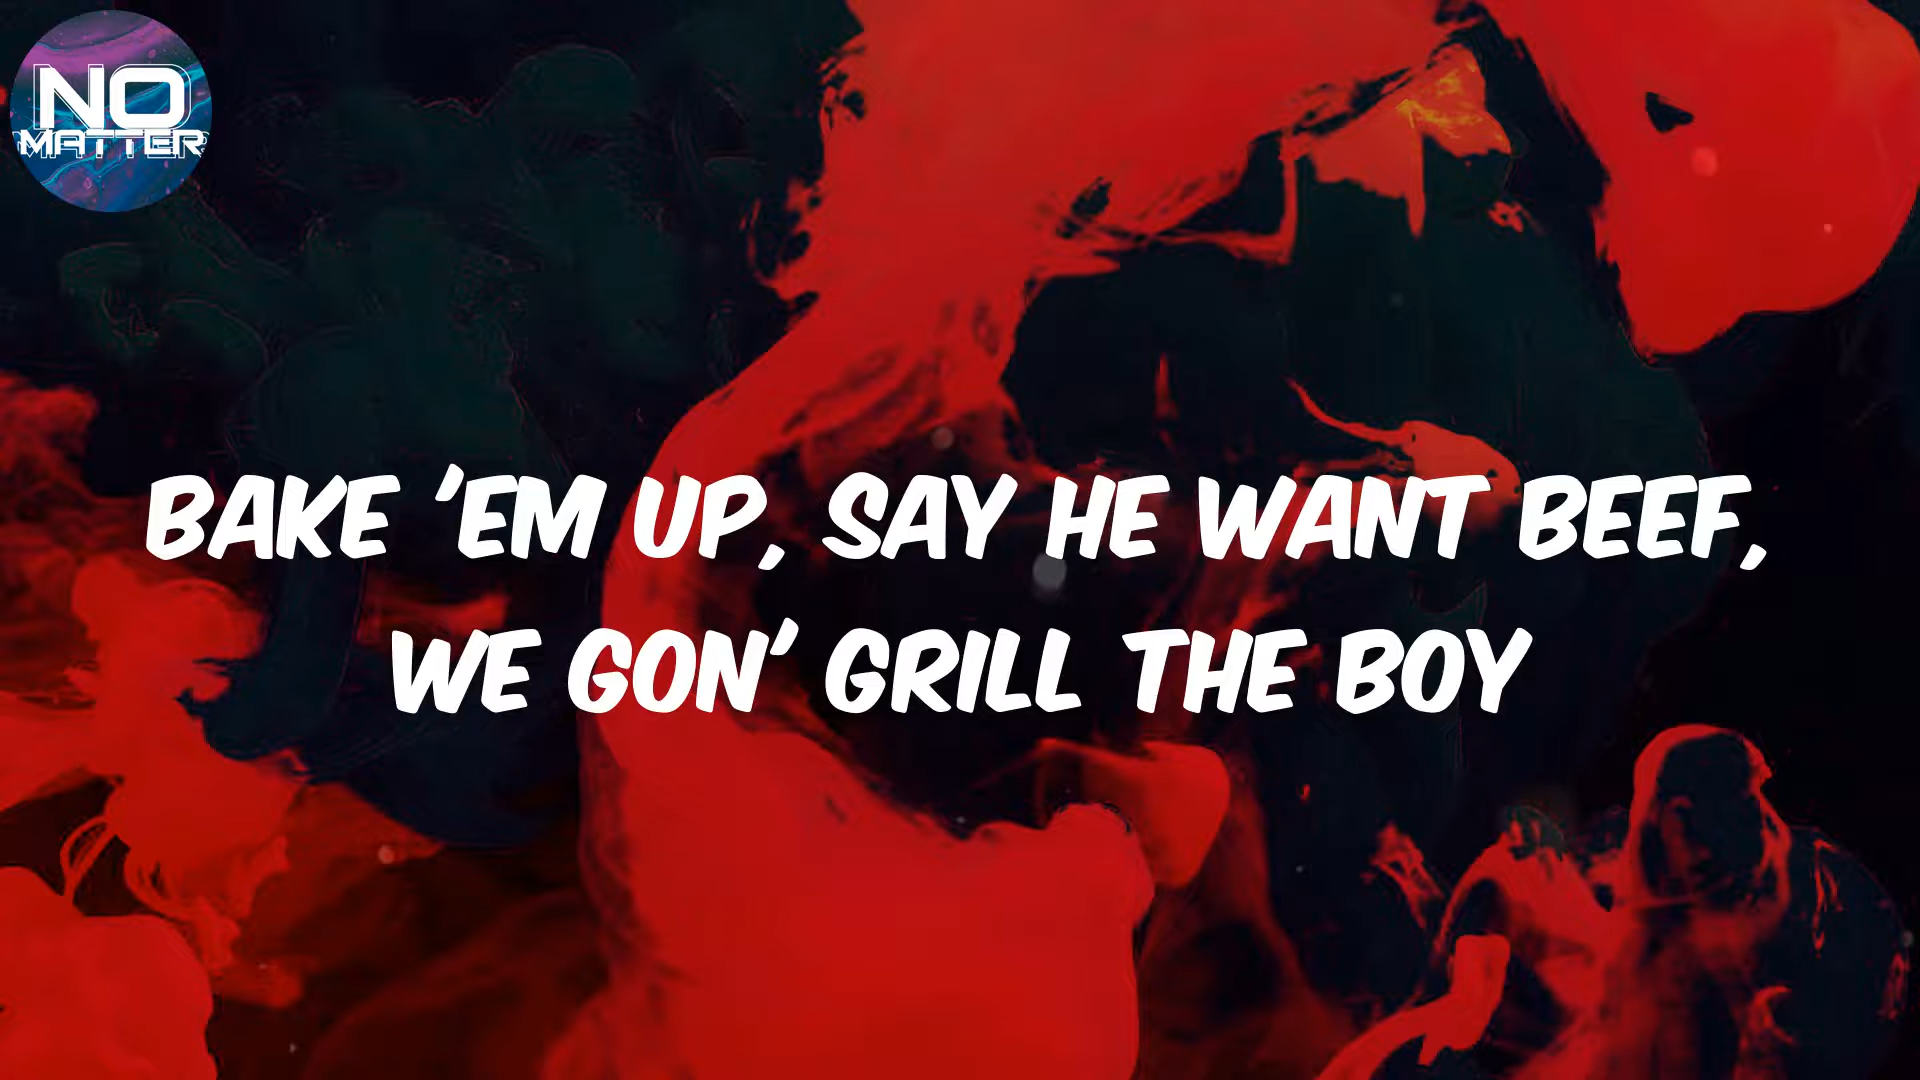 NO
MATTER
BAKE 'EM UP, SAY HE WANT BEEF,
WE GON' GRILL THE BOY